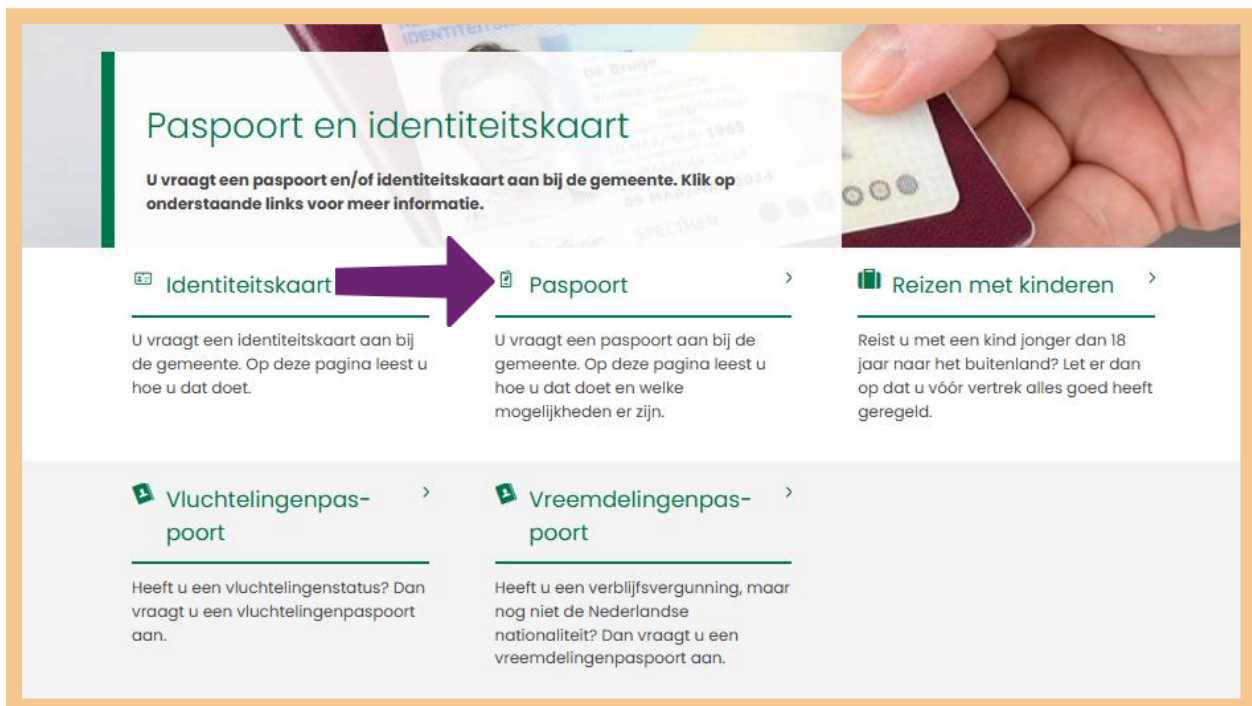 IDENTITEITS
De Bruijn
1965
SPECIMEN
Paspoort en identiteitskaart
U vraagt een paspoort en/of identiteitskaart aan bij de gemeente. Klik op
onderstaande links voor meer informatie.
Identiteitskaart
U vraagt een identiteitskaart aan bij
de gemeente. Op deze pagina leest u
hoe u dat doet.
Paspoort
U vraagt een paspoort aan bij de
gemeente. Op deze pagina leest u
hoe u dat doet en welke
mogelijkheden er zijn.
Reizen met kinderen
Reist u met een kind jonger dan 18
jaar naar het buitenland? Let er dan
op dat u vóór vertrek alles goed heeft
geregeld.
Vluchtelingenpas-
poort
Heeft u een vluchtelingenstatus? Dan
vraagt u een vluchtelingenpaspoort
aan.
Vreemdelingenpas-
poort
Heeft u een verblijfsvergunning, maar
nog niet de Nederlandse
nationaliteit? Dan vraagt u een
vreemdelingenpaspoort aan.